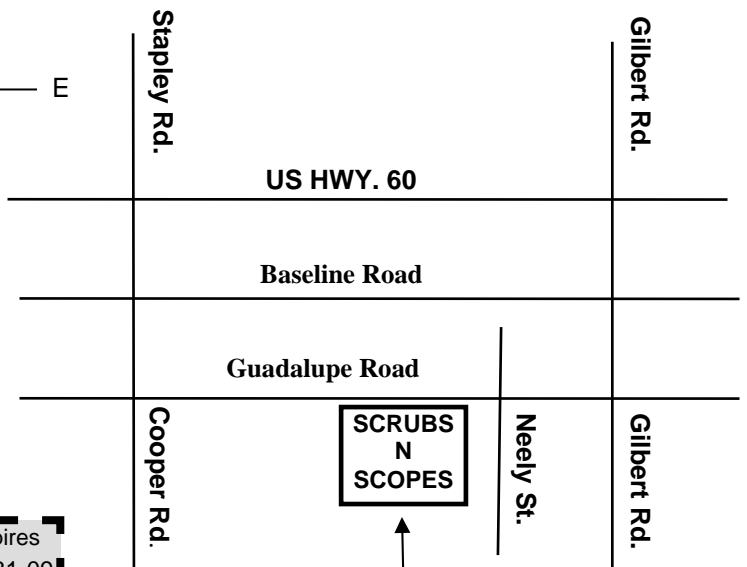 Stapley Rd.
Gilbert Rd.
E
US HWY. 60
Baseline Road
Guadalupe Road
Cooper Rd.
SCRUBS
N
SCOPES
Neely St.
Gilbert Rd.